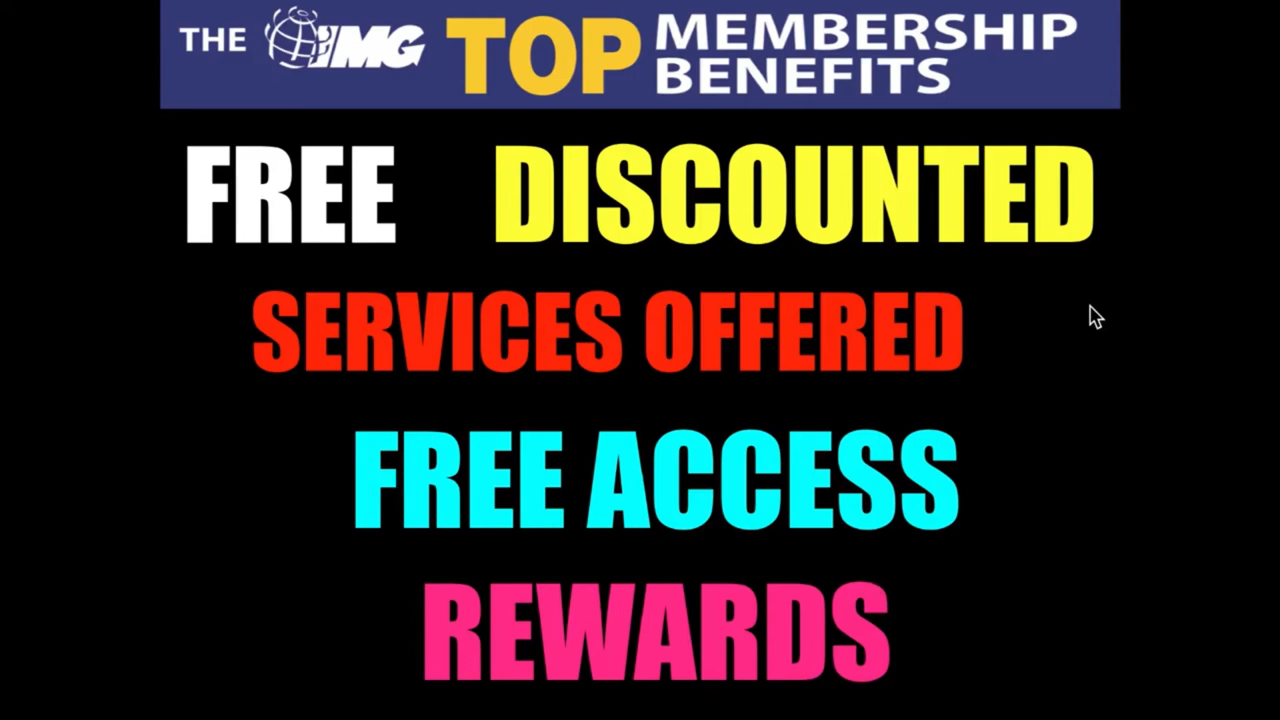 THE IMG TOP MEMBERSHIP BENEFITS
FREE DISCOUNTED
SERVICES OFFERED
FREE ACCESS
REWARDS